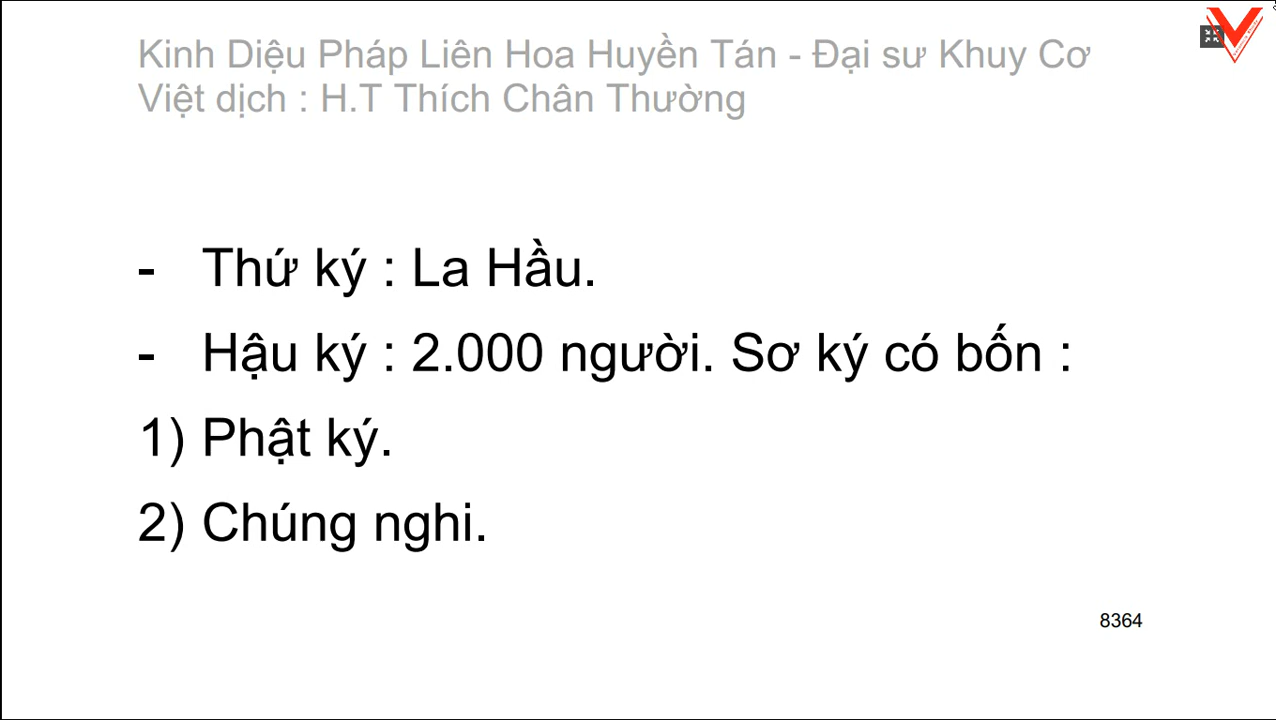 Kinh Diệu Pháp Liên Hoa Huyền Tán - Đại sư Khuy Cơ
Việt dịch : H.T Thích Chân Thường
- Thứ ký : La Hầu.
- Hậu ký : 2.000 người. Sơ ký có bốn :
1) Phật ký.
2) Chúng nghi.
8364